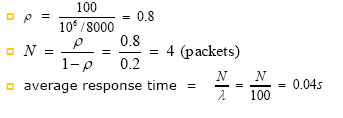 ρ = 100 / 10⁶/8000 = 0.8
N = ρ / 1−ρ = 0.8 / 0.2 = 4 (packets)
average response time = N / λ = N / 100 = 0.04s